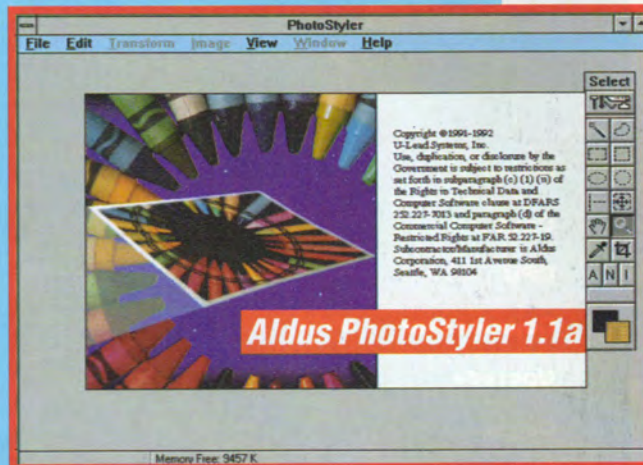 PhotoStyler
File Edit Transform Image View Window Help
Select
Copyright ©1991-1992
U-Lead Systems, Inc.
Use, duplication, or disclosure by the
Government is subject to restrictions as
set forth in subparagraph (c) (1) (ii) of
the Rights in Technical Data and
Computer Software clause at DFARS
252.227-7013 and paragraph (d) of the
Commercial Computer Software -
Restricted Rights at FAR 52.227-19.
Subcontractor/Manufacturer is Aldus
Corporation, 411 1st Avenue South,
Seattle, WA 98104
A N I
Aldus PhotoStyler 1.1a
Memory Free: 9457 K